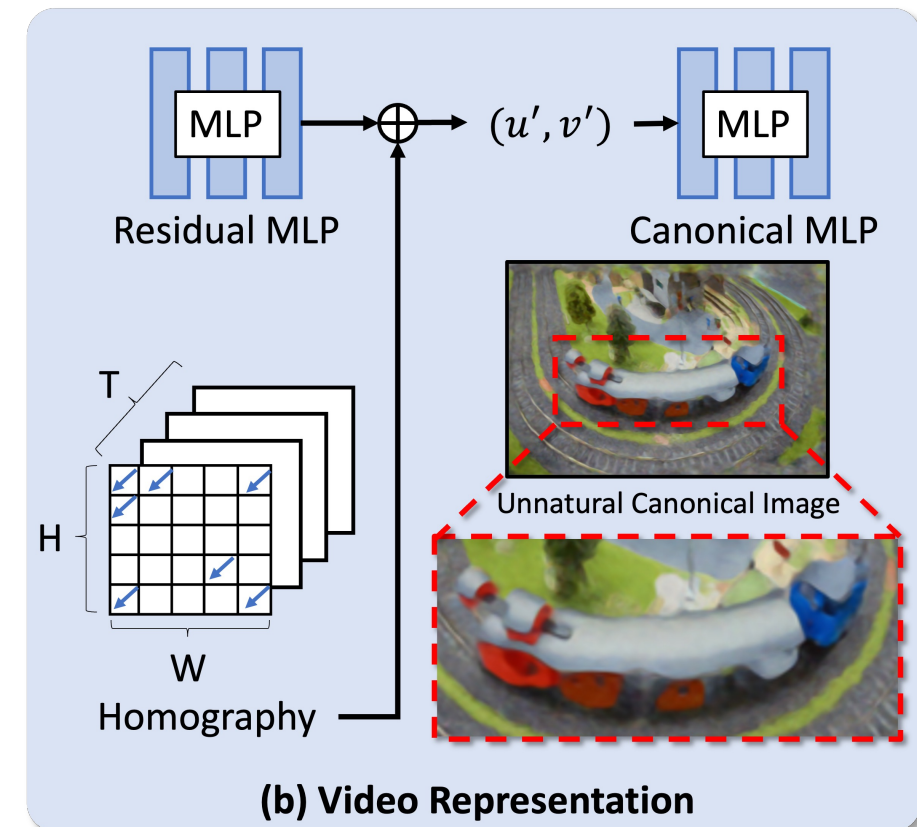 MLP
(u′, v′)
MLP
Residual MLP
Canonical MLP
T
H
W
Homography
Unnatural Canonical Image
(b) Video Representation